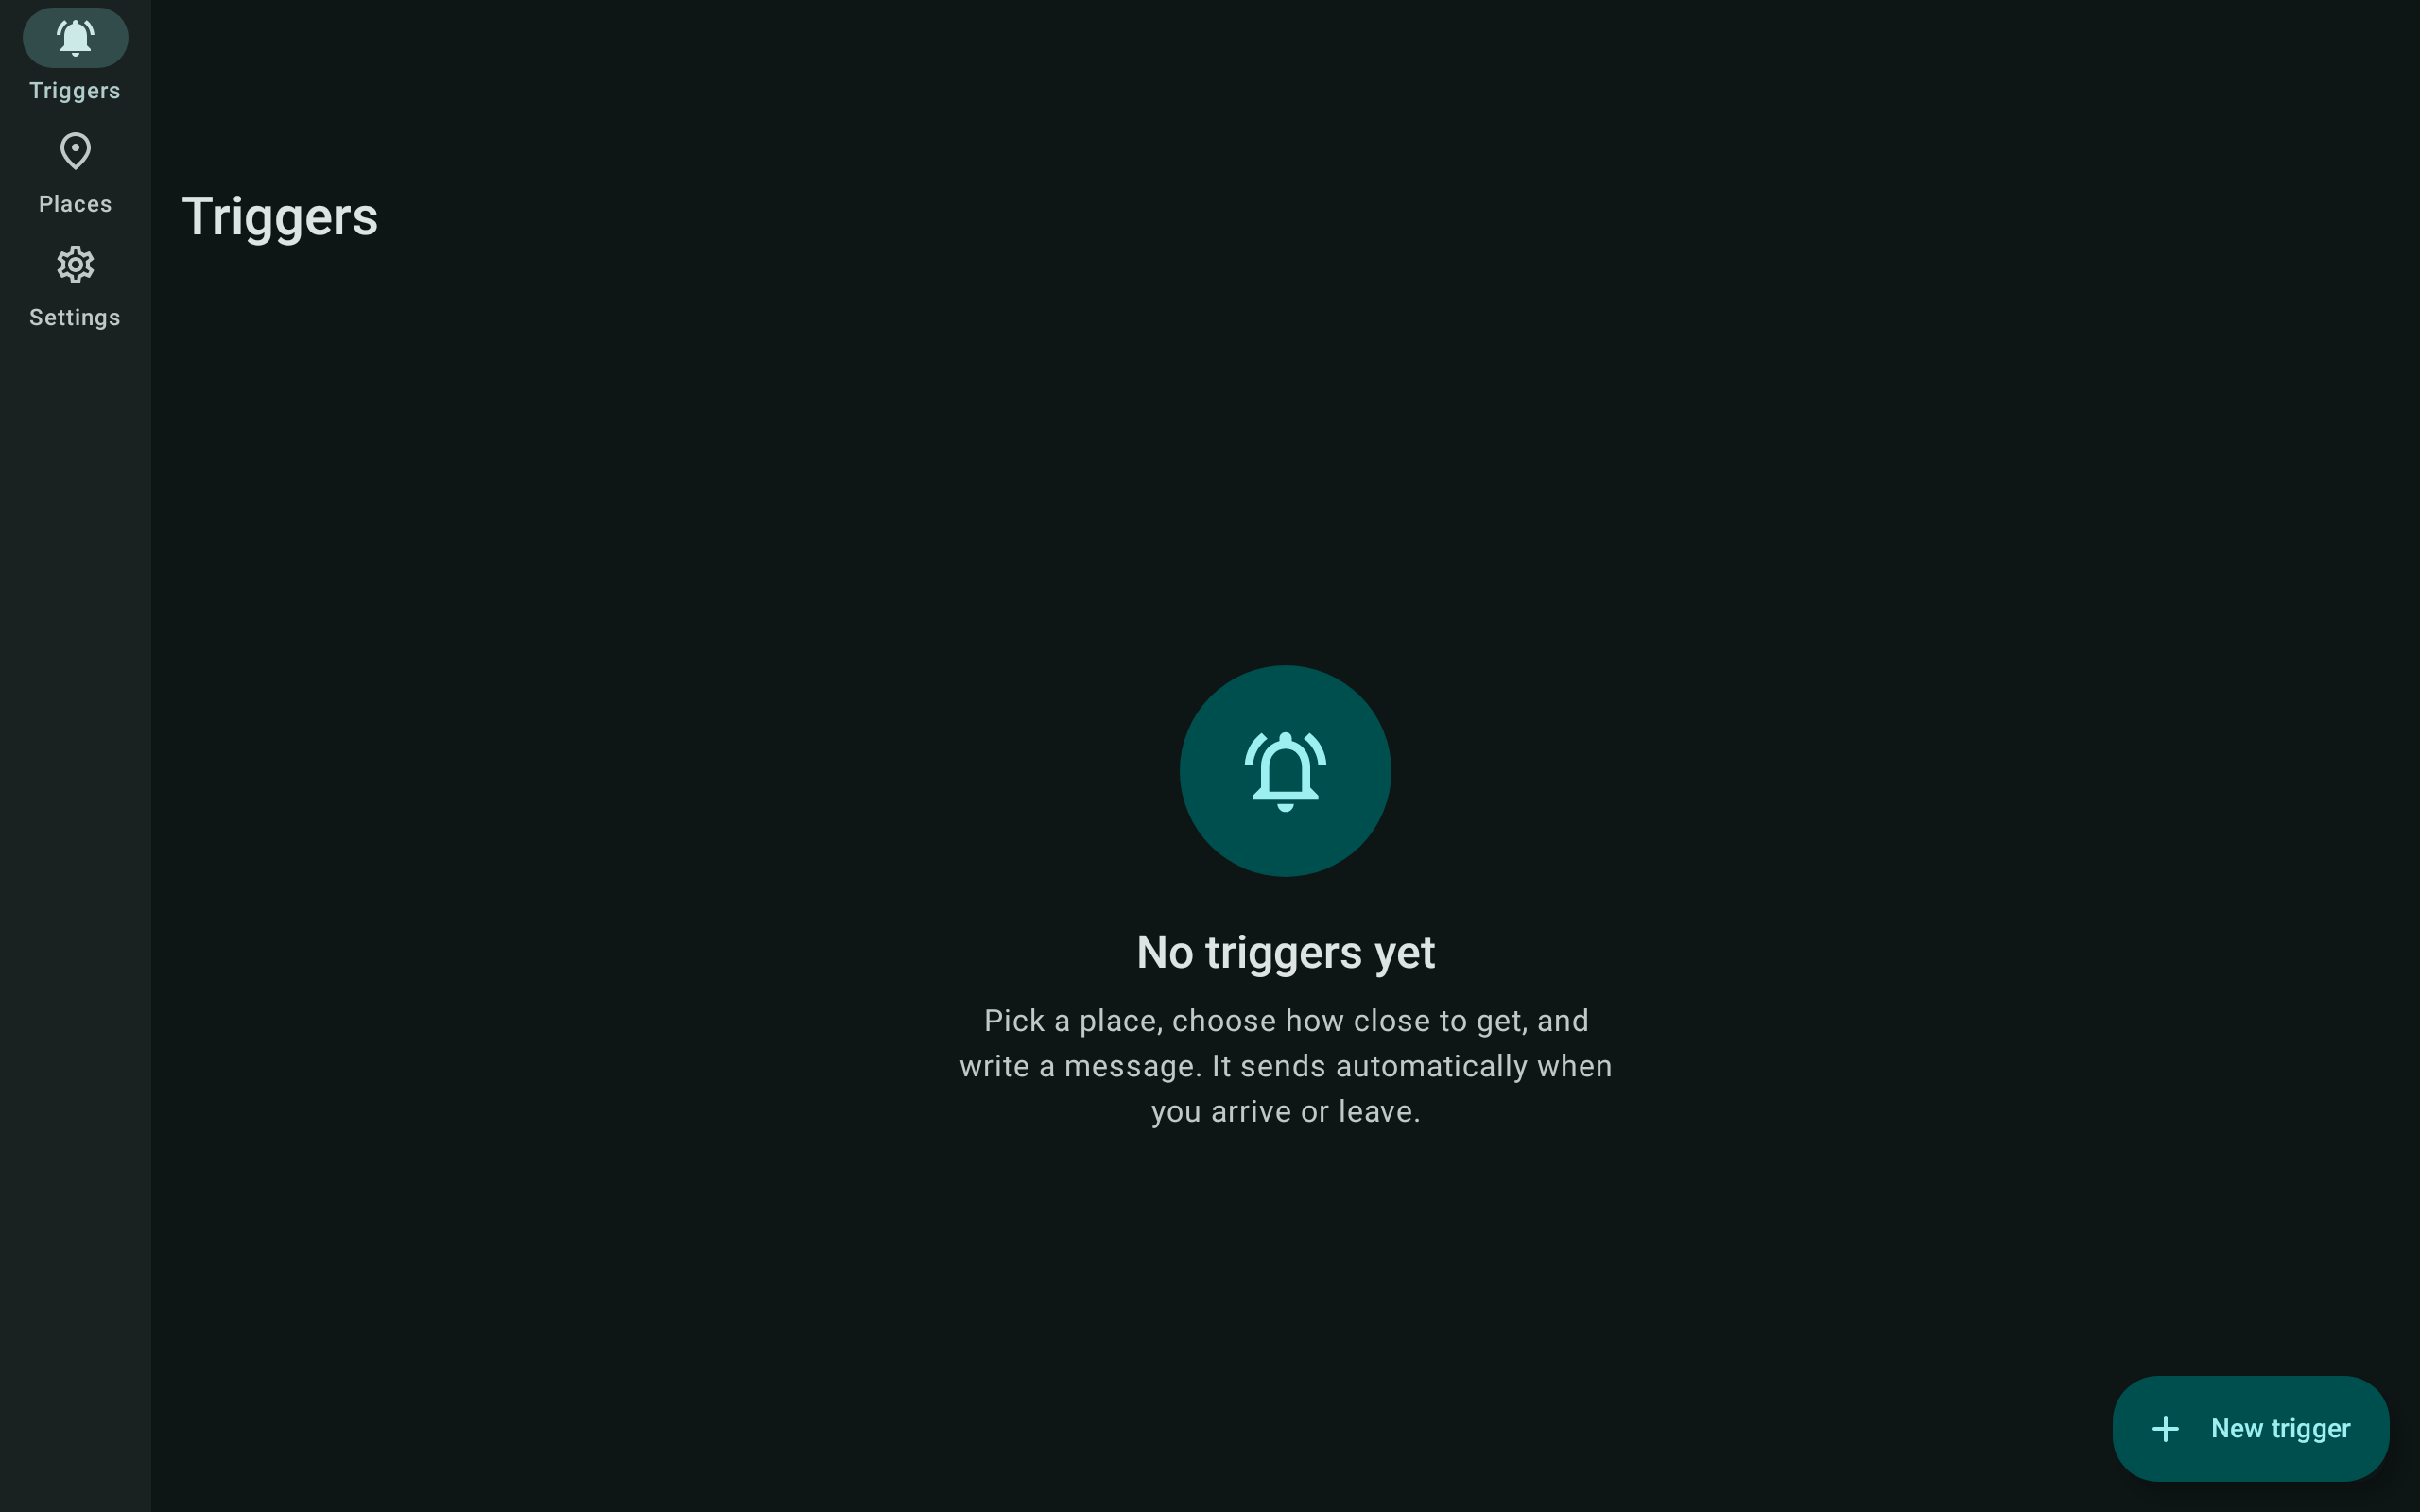 Triggers
Places
Settings
Triggers
No triggers yet
Pick a place, choose how close to get, and
write a message. It sends automatically when
you arrive or leave.
New trigger